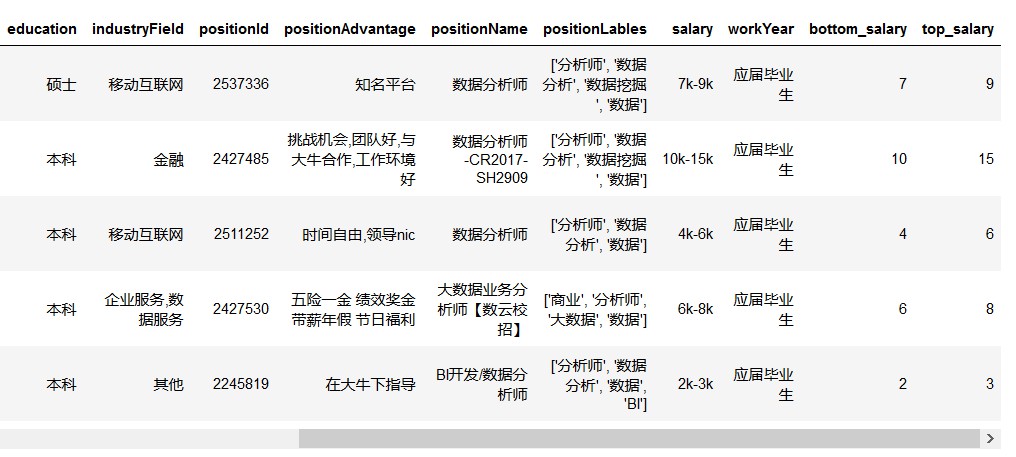 education industryField positionId positionAdvantage positionName positionLables salary workYear bottom_salary top_salary
硕士 移动互联网 2537336 知名平台 数据分析师 ['分析师', '数据
分析', '数据挖掘
', '数据'] 7k-9k 应届毕业
生 7 9
本科 金融 2427485 挑战机会,团队好,与
大牛合作,工作环境
好 数据分析师
-CR2017-
SH2909 ['分析师', '数据
分析', '数据挖掘
', '数据'] 10k-15k 应届毕业
生 10 15
本科 移动互联网 2511252 时间自由,领导nic 数据分析师 ['分析师', '数据
分析', '数据'] 4k-6k 应届毕业
生 4 6
本科 企业服务,数
据服务 2427530 五险一金 绩效奖金
带薪年假 节日福利 大数据业务分
析师【数云校
招】 ['商业', '分析师',
'大数据', '数据'] 6k-8k 应届毕业
生 6 8
本科 其他 2245819 在大牛下指导 BI开发/数据分
析师 ['分析师', '数据
分析', '数据',
'BI'] 2k-3k 应届毕业
生 2 3